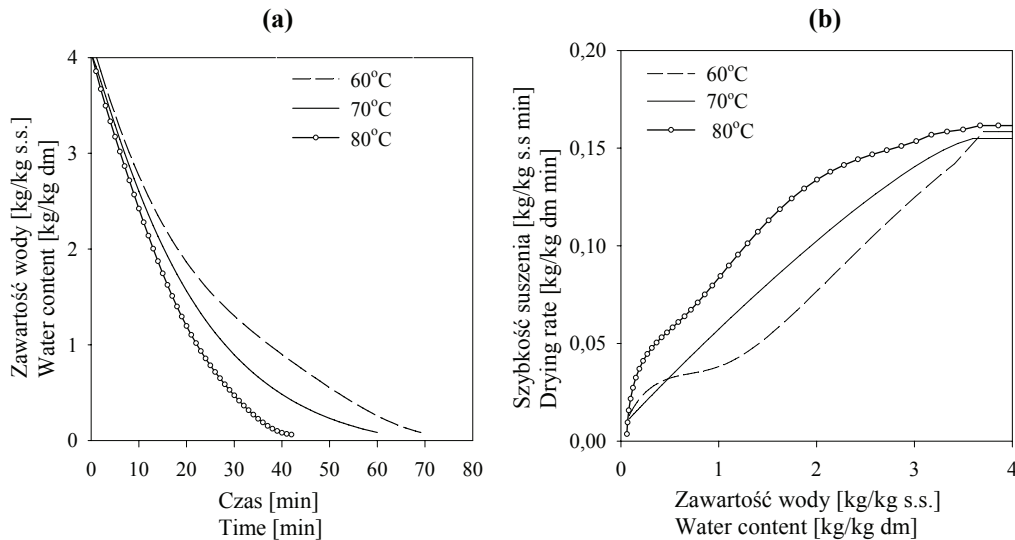 (a)
4
3
2
1
0
0 10 20 30 40 50 60 70 80
60°C
70°C
80°C
Zawartość wody [kg/kg s.s.]
Water content [kg/kg dm]
Czas [min]
Time [min]
(b)
0,20
0,15
0,10
0,05
0,00
0 1 2 3 4
60°C
70°C
80°C
Szybkość suszenia [kg/kg s.s min]
Drying rate [kg/kg dm min]
Zawartość wody [kg/kg s.s.]
Water content [kg/kg dm]